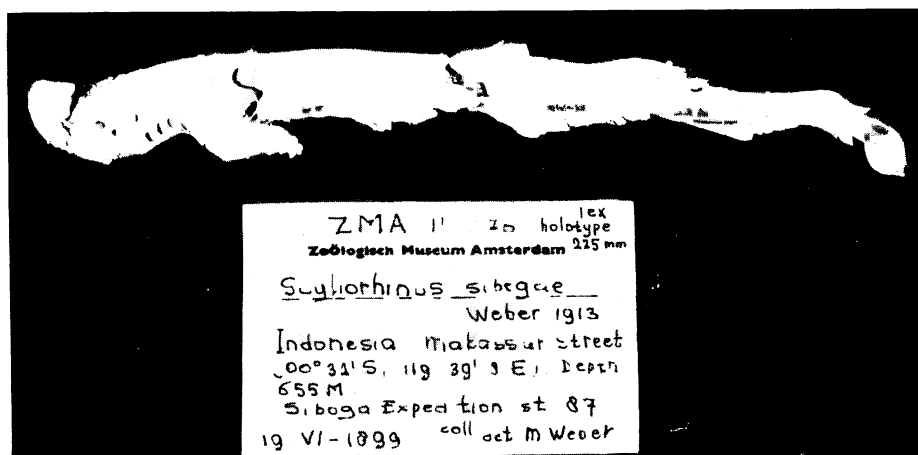 ZMA
1ex
holotype
Zoölogisch Museum Amsterdam 225 mm
Scyliorhinus sibogae
Weber 1913
Indonesia Makassar street
00°31'S, 119 39' 9 E, Depth
655 M
Siboga Expedition st 87
19 VI-1899 coll det M Weber